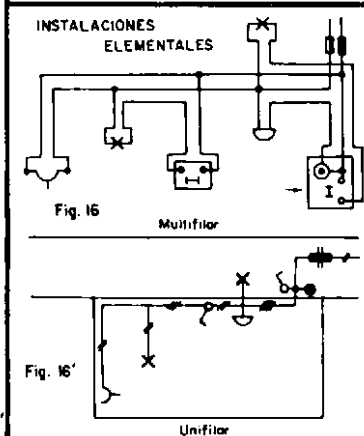 INSTALACIONES
ELEMENTALES
Fig. 16
Multifilar
Fig. 16'
Unifilar